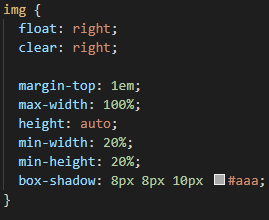 img {
float: right;
clear: right;
margin-top: 1em;
max-width: 100%;
height: auto;
min-width: 20%;
min-height: 20%;
box-shadow: 8px 8px 10px #aaa;
}